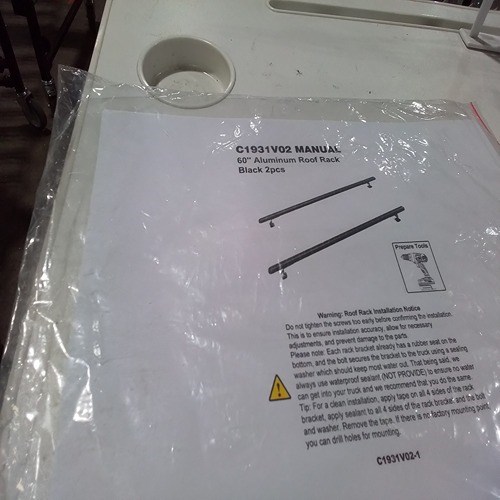 C1931V02 MANUAL
60" Aluminum Roof Rack
Black 2pcs
Prepare Tools
Warning: Roof Rack Installation Notice
Do not tighten the screws too early before confirming the installation.
This is to ensure installation accuracy, allow for necessary
adjustments, and prevent damage to the parts.
Please note: Each rack bracket already has a rubber seat on the
bottom, and the bolt secures the bracket to the truck using a sealing
washer which should keep most water out. That being said, we
always use waterproof sealant (NOT PROVIDE) to ensure no water
can get into your truck and we recommend that you do the same.
Tip: For a clean installation, apply tape on all 4 sides of the rack
bracket, apply sealant to all 4 sides of the rack bracket and the bolt
and washer. Remove the tape. If there is no factory mounting point,
you can drill holes for mounting.
C1931V02-1